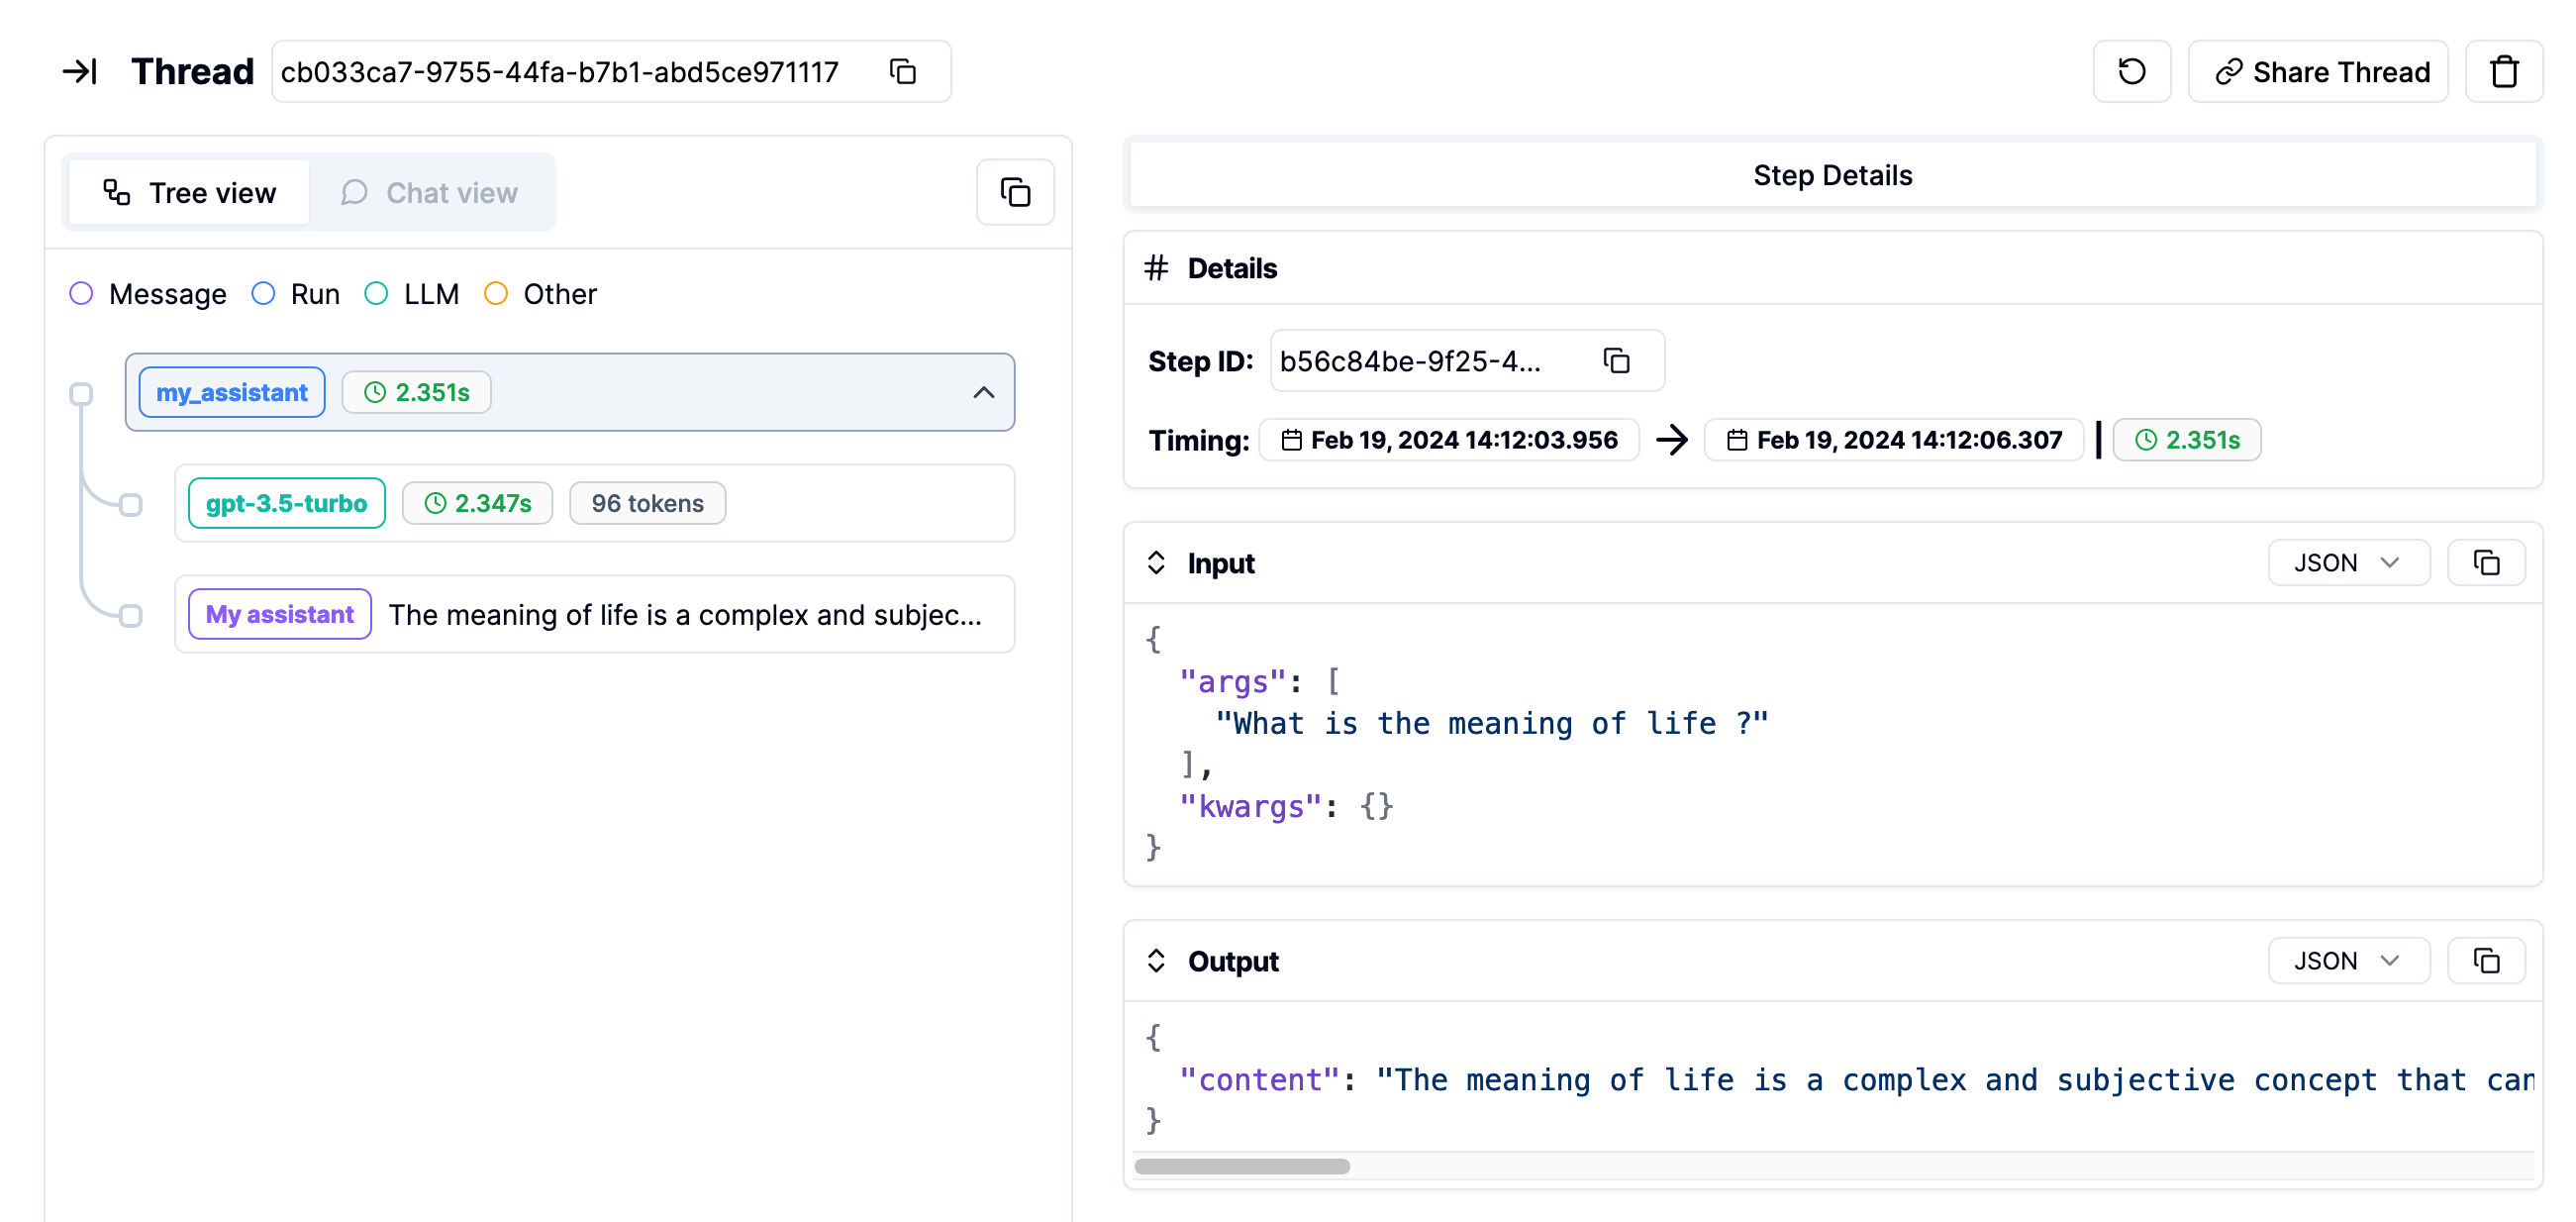 Thread cb033ca7-9755-44fa-b7b1-abd5ce971117
Share Thread
Tree view
Chat view
Message Run LLM Other
my_assistant 2.351s
gpt-3.5-turbo 2.347s 96 tokens
My assistant The meaning of life is a complex and subjec...
Step Details
# Details
Step ID: b56c84be-9f25-4...
Timing: Feb 19, 2024 14:12:03.956 → Feb 19, 2024 14:12:06.307 | 2.351s
Input JSON
{
"args": [
"What is the meaning of life ?"
],
"kwargs": {}
}
Output JSON
{
"content": "The meaning of life is a complex and subjective concept that can
}